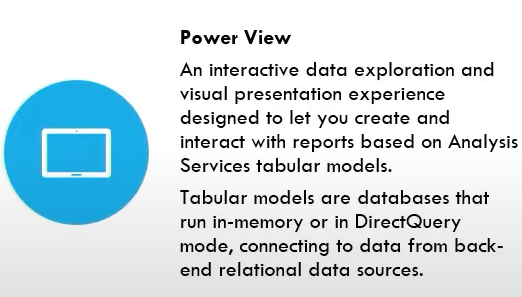 Power View
An interactive data exploration and
visual presentation experience
designed to let you create and
interact with reports based on Analysis
Services tabular models.
Tabular models are databases that
run in-memory or in DirectQuery
mode, connecting to data from back-
end relational data sources.